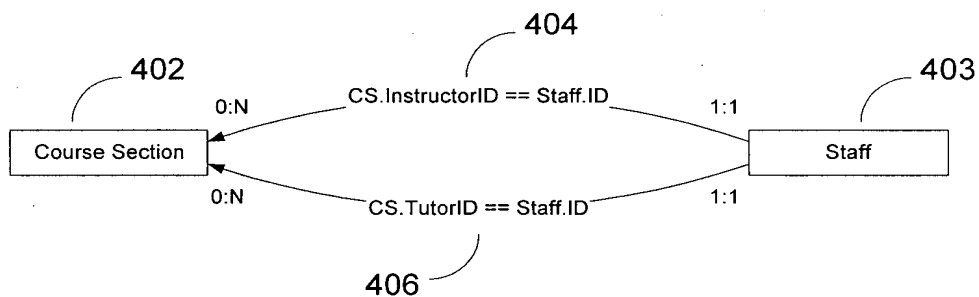 404
402
403
CS.InstructorID == Staff.ID
0:N
1:1
Course Section
Staff
0:N
1:1
CS.TutorID == Staff.ID
406